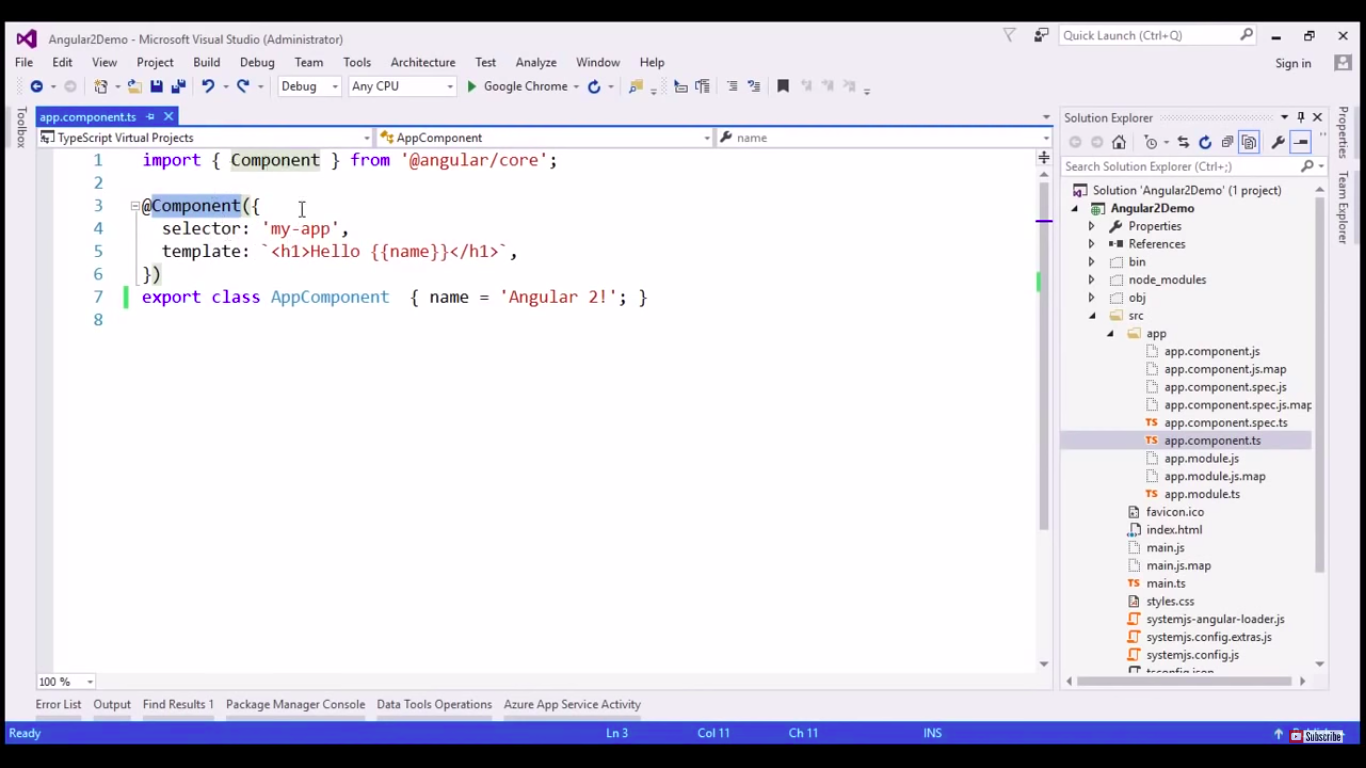 Angular2Demo - Microsoft Visual Studio (Administrator)
Quick Launch (Ctrl+Q)
File Edit View Project Build Debug Team Tools Architecture Test Analyze Window Help
Sign in
Debug Any CPU Google Chrome
Toolbox
app.component.ts
TypeScript Virtual Projects AppComponent name
1 import { Component } from '@angular/core';
2
3 @Component({
4 selector: 'my-app',
5 template: `<h1>Hello {{name}}</h1>`,
6 })
7 export class AppComponent { name = 'Angular 2!'; }
8
100 %
Solution Explorer
Search Solution Explorer (Ctrl+;)
Solution 'Angular2Demo' (1 project)
Angular2Demo
Properties
References
bin
node_modules
obj
src
app
app.component.js
app.component.js.map
app.component.spec.js
app.component.spec.js.map
app.component.spec.ts
app.component.ts
app.module.js
app.module.js.map
app.module.ts
favicon.ico
index.html
main.js
main.js.map
main.ts
styles.css
systemjs-angular-loader.js
systemjs.config.extras.js
systemjs.config.js
tsconfig.json
Properties
Team Explorer
Error List Output Find Results 1 Package Manager Console Data Tools Operations Azure App Service Activity
Ready Ln 3 Col 11 Ch 11 INS
Subscribe